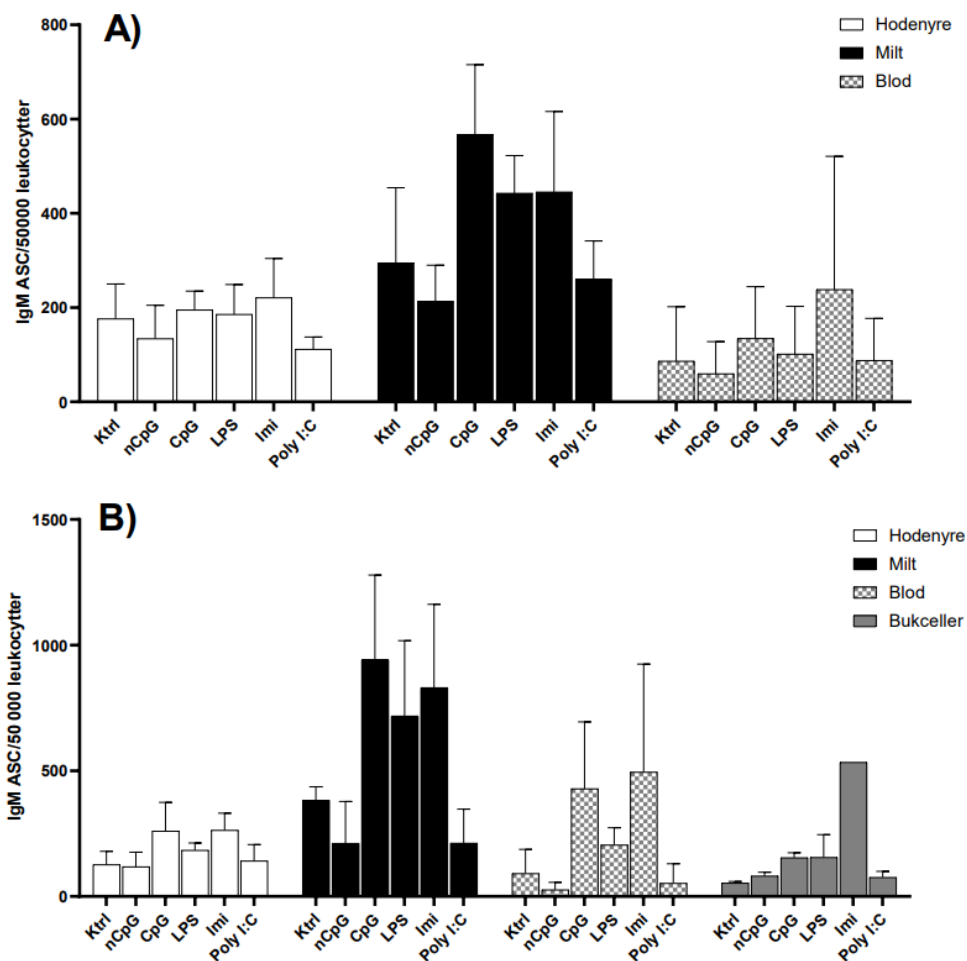 A)
Hodenyre
Milt
Blod
IgM ASC/50000 leukocytter
800
600
400
200
0
Ktrl nCpG CpG LPS Imi Poly I:C Ktrl nCpG CpG LPS Imi Poly I:C Ktrl nCpG CpG LPS Imi Poly I:C
B)
Hodenyre
Milt
Blod
Bukceller
IgM ASC/50 000 leukocytter
1500
1000
500
0
Ktrl nCpG CpG LPS Imi Poly I:C Ktrl nCpG CpG LPS Imi Poly I:C Ktrl nCpG CpG LPS Imi Poly I:C Ktrl nCpG CpG LPS Imi Poly I:C